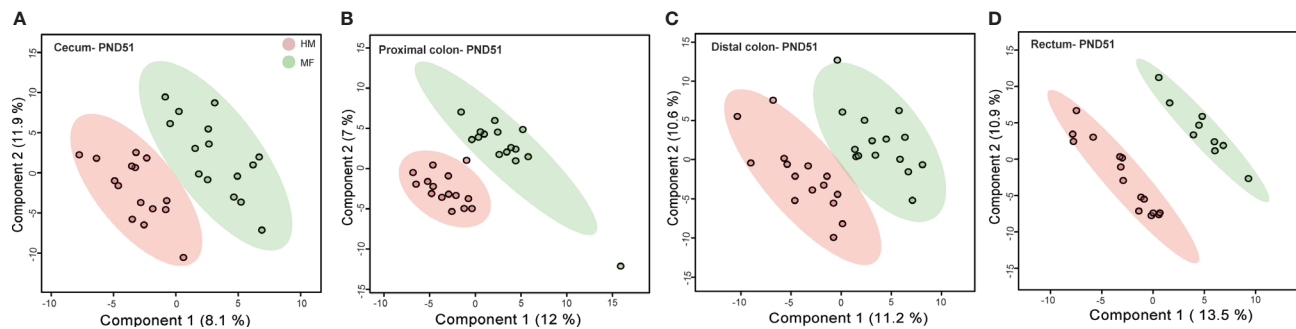 A
Cecum- PND51
HM
MF
Component 2 (11.9 %)
15
10
5
0
-5
-10
-10
-5
0
5
10
Component 1 (8.1 %)
B
Proximal colon- PND51
Component 2 (7 %)
15
10
5
0
-5
-10
-15
-10
-5
0
5
10
15
Component 1 (12 %)
C
Distal colon- PND51
Component 2 (10.6 %)
15
10
5
0
-5
-10
-15
-10
-5
0
5
10
Component 1 (11.2 %)
D
Rectum- PND51
Component 2 (10.9 %)
15
10
5
0
-5
-10
-15
-10
-5
0
5
10
Component 1 ( 13.5 %)